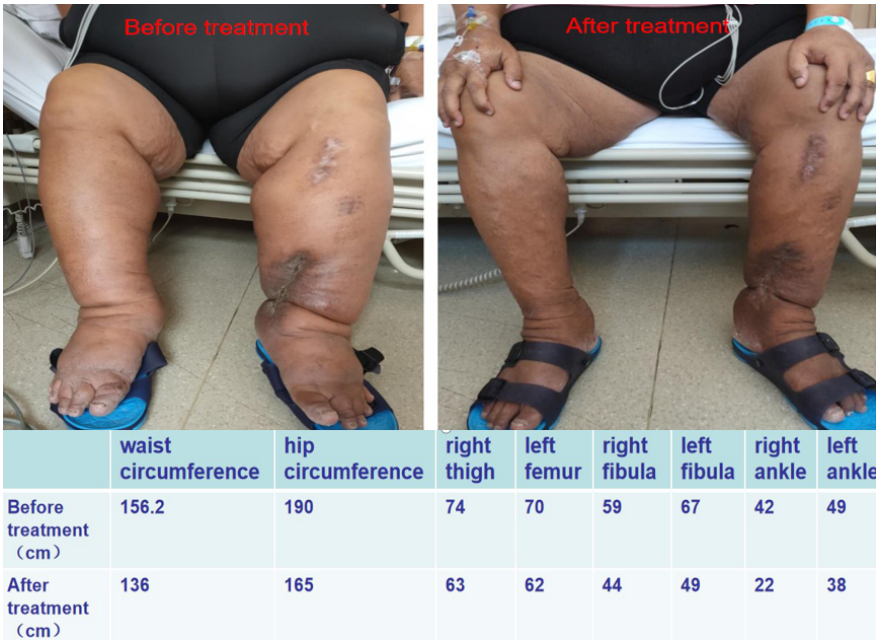 Before treatment
After treatment
waist circumference hip circumference right thigh left femur right fibula left fibula right ankle left ankle
Before treatment (cm) 156.2 190 74 70 59 67 42 49
After treatment (cm) 136 165 63 62 44 49 22 38